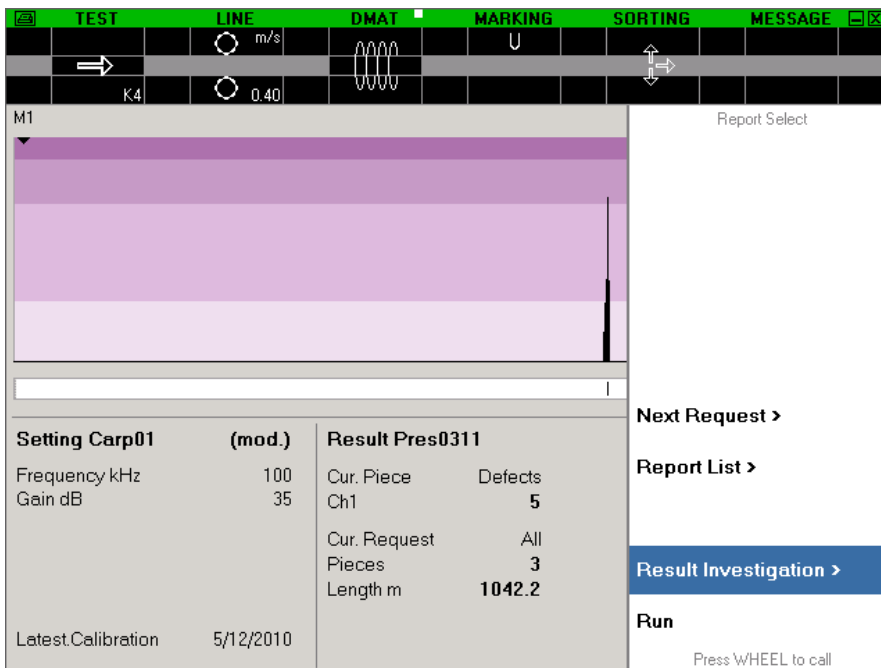 TEST LINE DMAT MARKING SORTING MESSAGE
m/s
U
K4 0.40
M1
Report Select
Next Request >
Report List >
Result Investigation >
Run
Press WHEEL to call
Setting Carp01 (mod.)
Frequency kHz 100
Gain dB 35
Latest.Calibration 5/12/2010
Result Pres0311
Cur. Piece Defects
Ch1 5
Cur. Request All
Pieces 3
Length m 1042.2